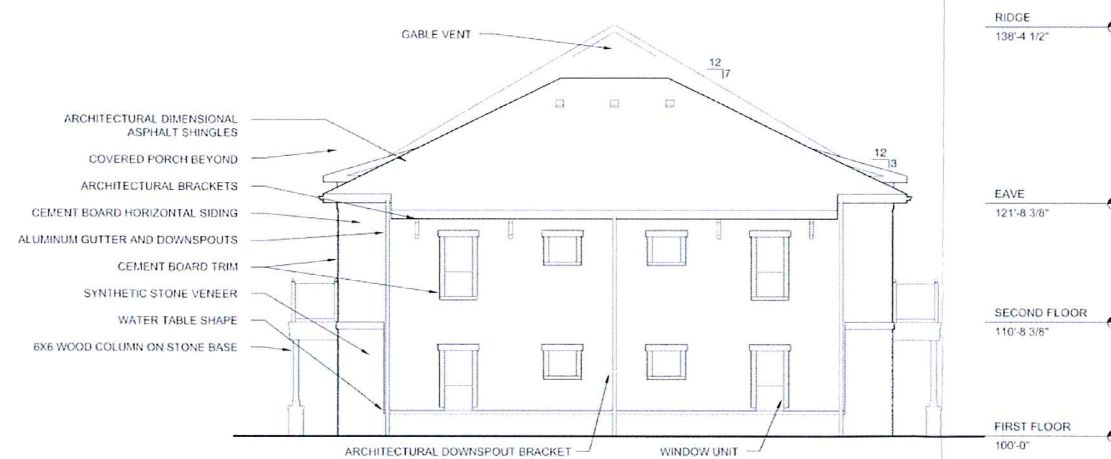 GABLE VENT
12
7
ARCHITECTURAL DIMENSIONAL
ASPHALT SHINGLES
COVERED PORCH BEYOND
ARCHITECTURAL BRACKETS
CEMENT BOARD HORIZONTAL SIDING
ALUMINUM GUTTER AND DOWNSPOUTS
CEMENT BOARD TRIM
SYNTHETIC STONE VENEER
WATER TABLE SHAPE
6X6 WOOD COLUMN ON STONE BASE
12
3
ARCHITECTURAL DOWNSPOUT BRACKET
WINDOW UNIT
RIDGE
138'-4 1/2"
EAVE
121'-8 3/8"
SECOND FLOOR
110'-8 3/8"
FIRST FLOOR
100'-0"